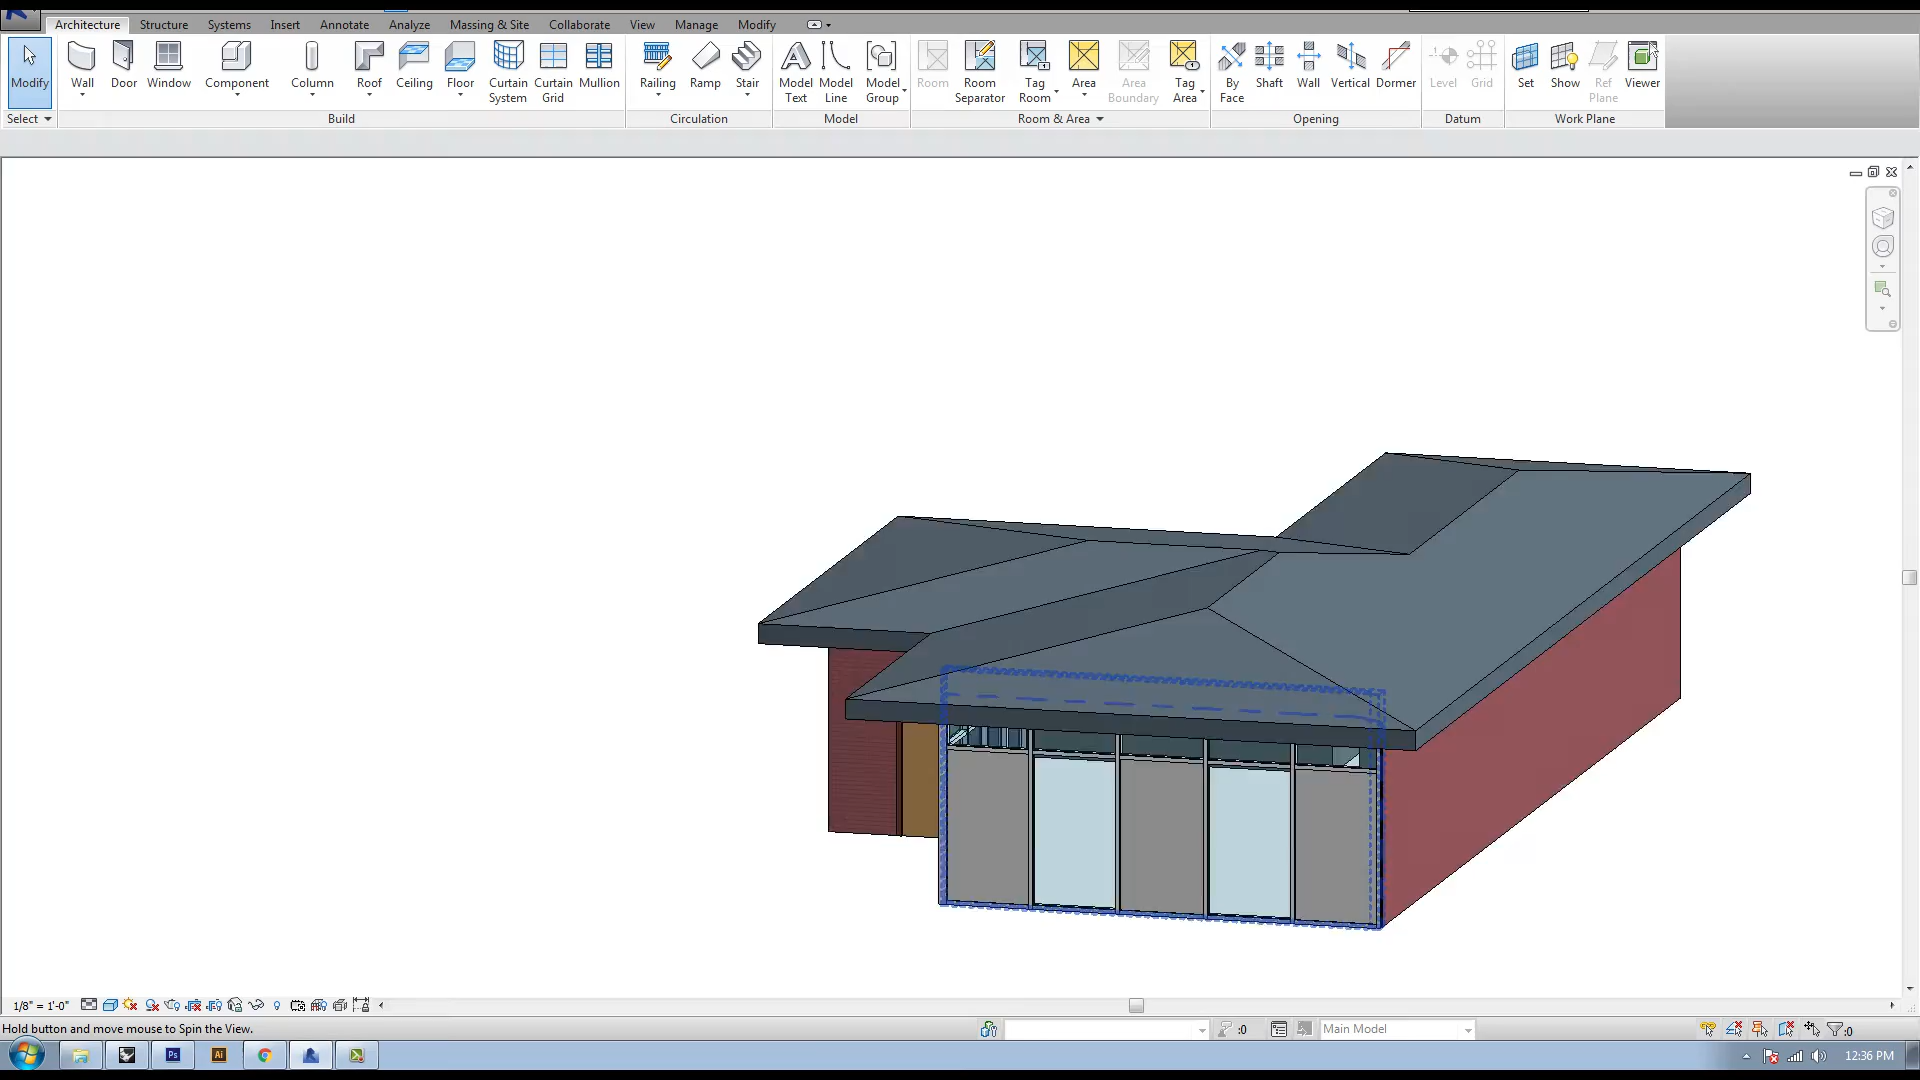 Architecture Structure Systems Insert Annotate Analyze Massing & Site Collaborate View Manage Modify
Modify Wall Door Window Component Column Roof Ceiling Floor Curtain System Curtain Grid Mullion Railing Ramp Stair Model Text Model Line Model Group Room Room Separator Tag Room Area Area Boundary Tag Area By Face Shaft Wall Vertical Dormer Level Grid Set Show Ref Plane Viewer
Select Build Circulation Model Room & Area Opening Datum Work Plane
1/8" = 1'-0"
Hold button and move mouse to Spin the View. :0 Main Model :0
Ps Ai 12:36 PM